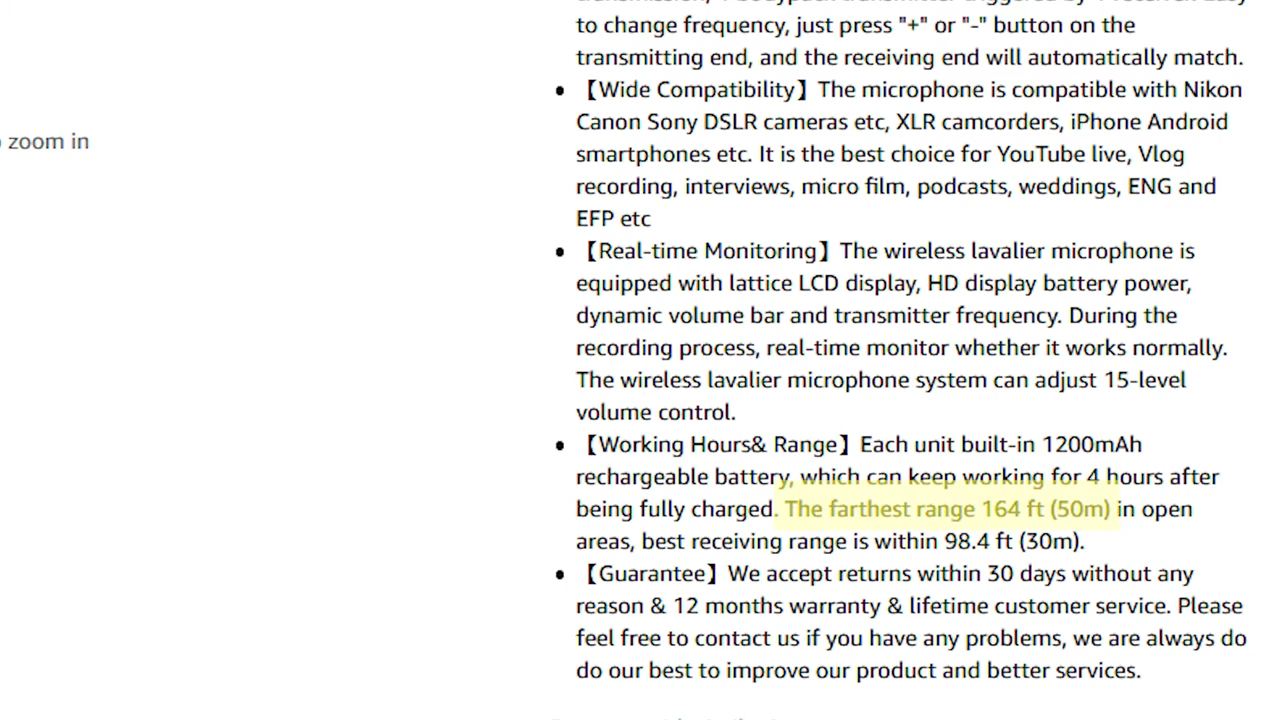 to change frequency, just press "+" or "-" button on the
transmitting end, and the receiving end will automatically match.
【Wide Compatibility】The microphone is compatible with Nikon
Canon Sony DSLR cameras etc, XLR camcorders, iPhone Android
zoom in
smartphones etc. It is the best choice for YouTube live, Vlog
recording, interviews, micro film, podcasts, weddings, ENG and
EFP etc
【Real-time Monitoring】The wireless lavalier microphone is
equipped with lattice LCD display, HD display battery power,
dynamic volume bar and transmitter frequency. During the
recording process, real-time monitor whether it works normally.
The wireless lavalier microphone system can adjust 15-level
volume control.
【Working Hours& Range】Each unit built-in 1200mAh
rechargeable battery, which can keep working for 4 hours after
being fully charged. The farthest range 164 ft (50m) in open
areas, best receiving range is within 98.4 ft (30m).
【Guarantee】We accept returns within 30 days without any
reason & 12 months warranty & lifetime customer service. Please
feel free to contact us if you have any problems, we are always do
do our best to improve our product and better services.